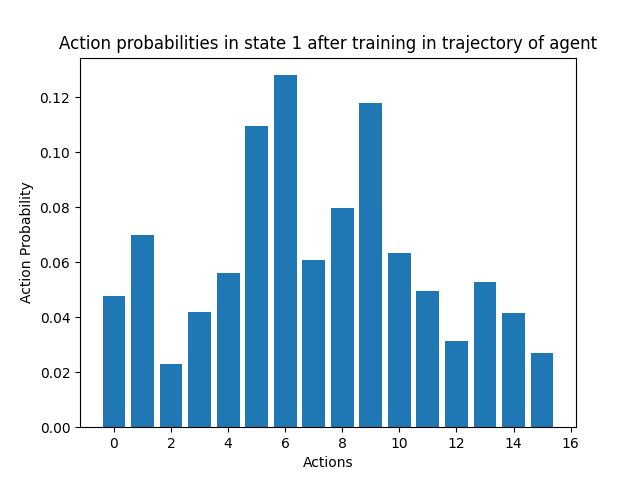 Action probabilities in state 1 after training in trajectory of agent
0.12
0.10
0.08
0.06
0.04
0.02
0.00
Action Probability
0 2 4 6 8 10 12 14 16
Actions